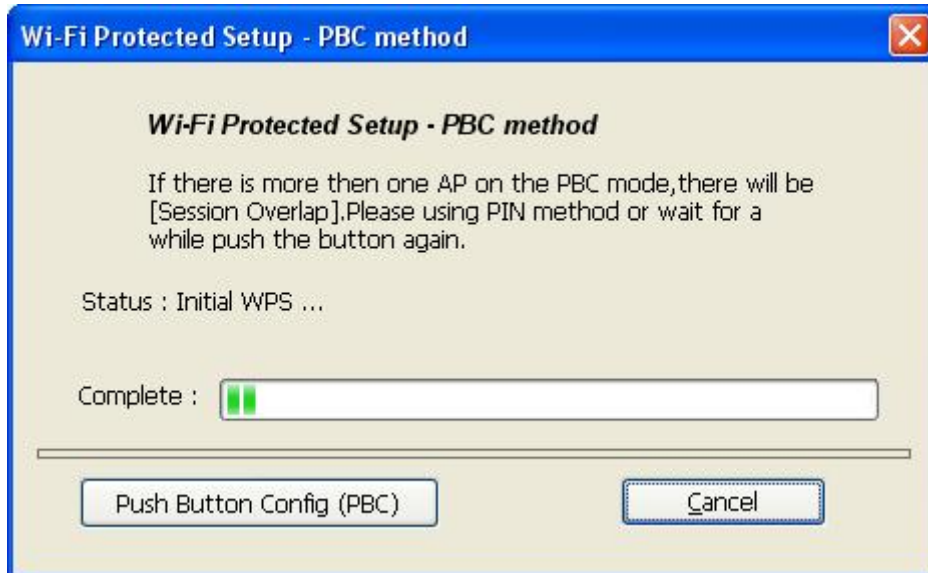 Wi-Fi Protected Setup - PBC method
Wi-Fi Protected Setup - PBC method
If there is more then one AP on the PBC mode,there will be
[Session Overlap].Please using PIN method or wait for a
while push the button again.
Status : Initial WPS ...
Complete :
Push Button Config (PBC)
Cancel